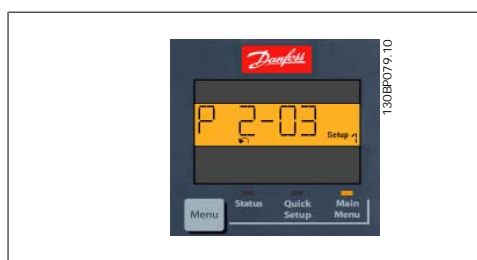 Danfoss
P 2-03
Setup 1
Status
Quick Setup
Main Menu
Menu
130BP079.10